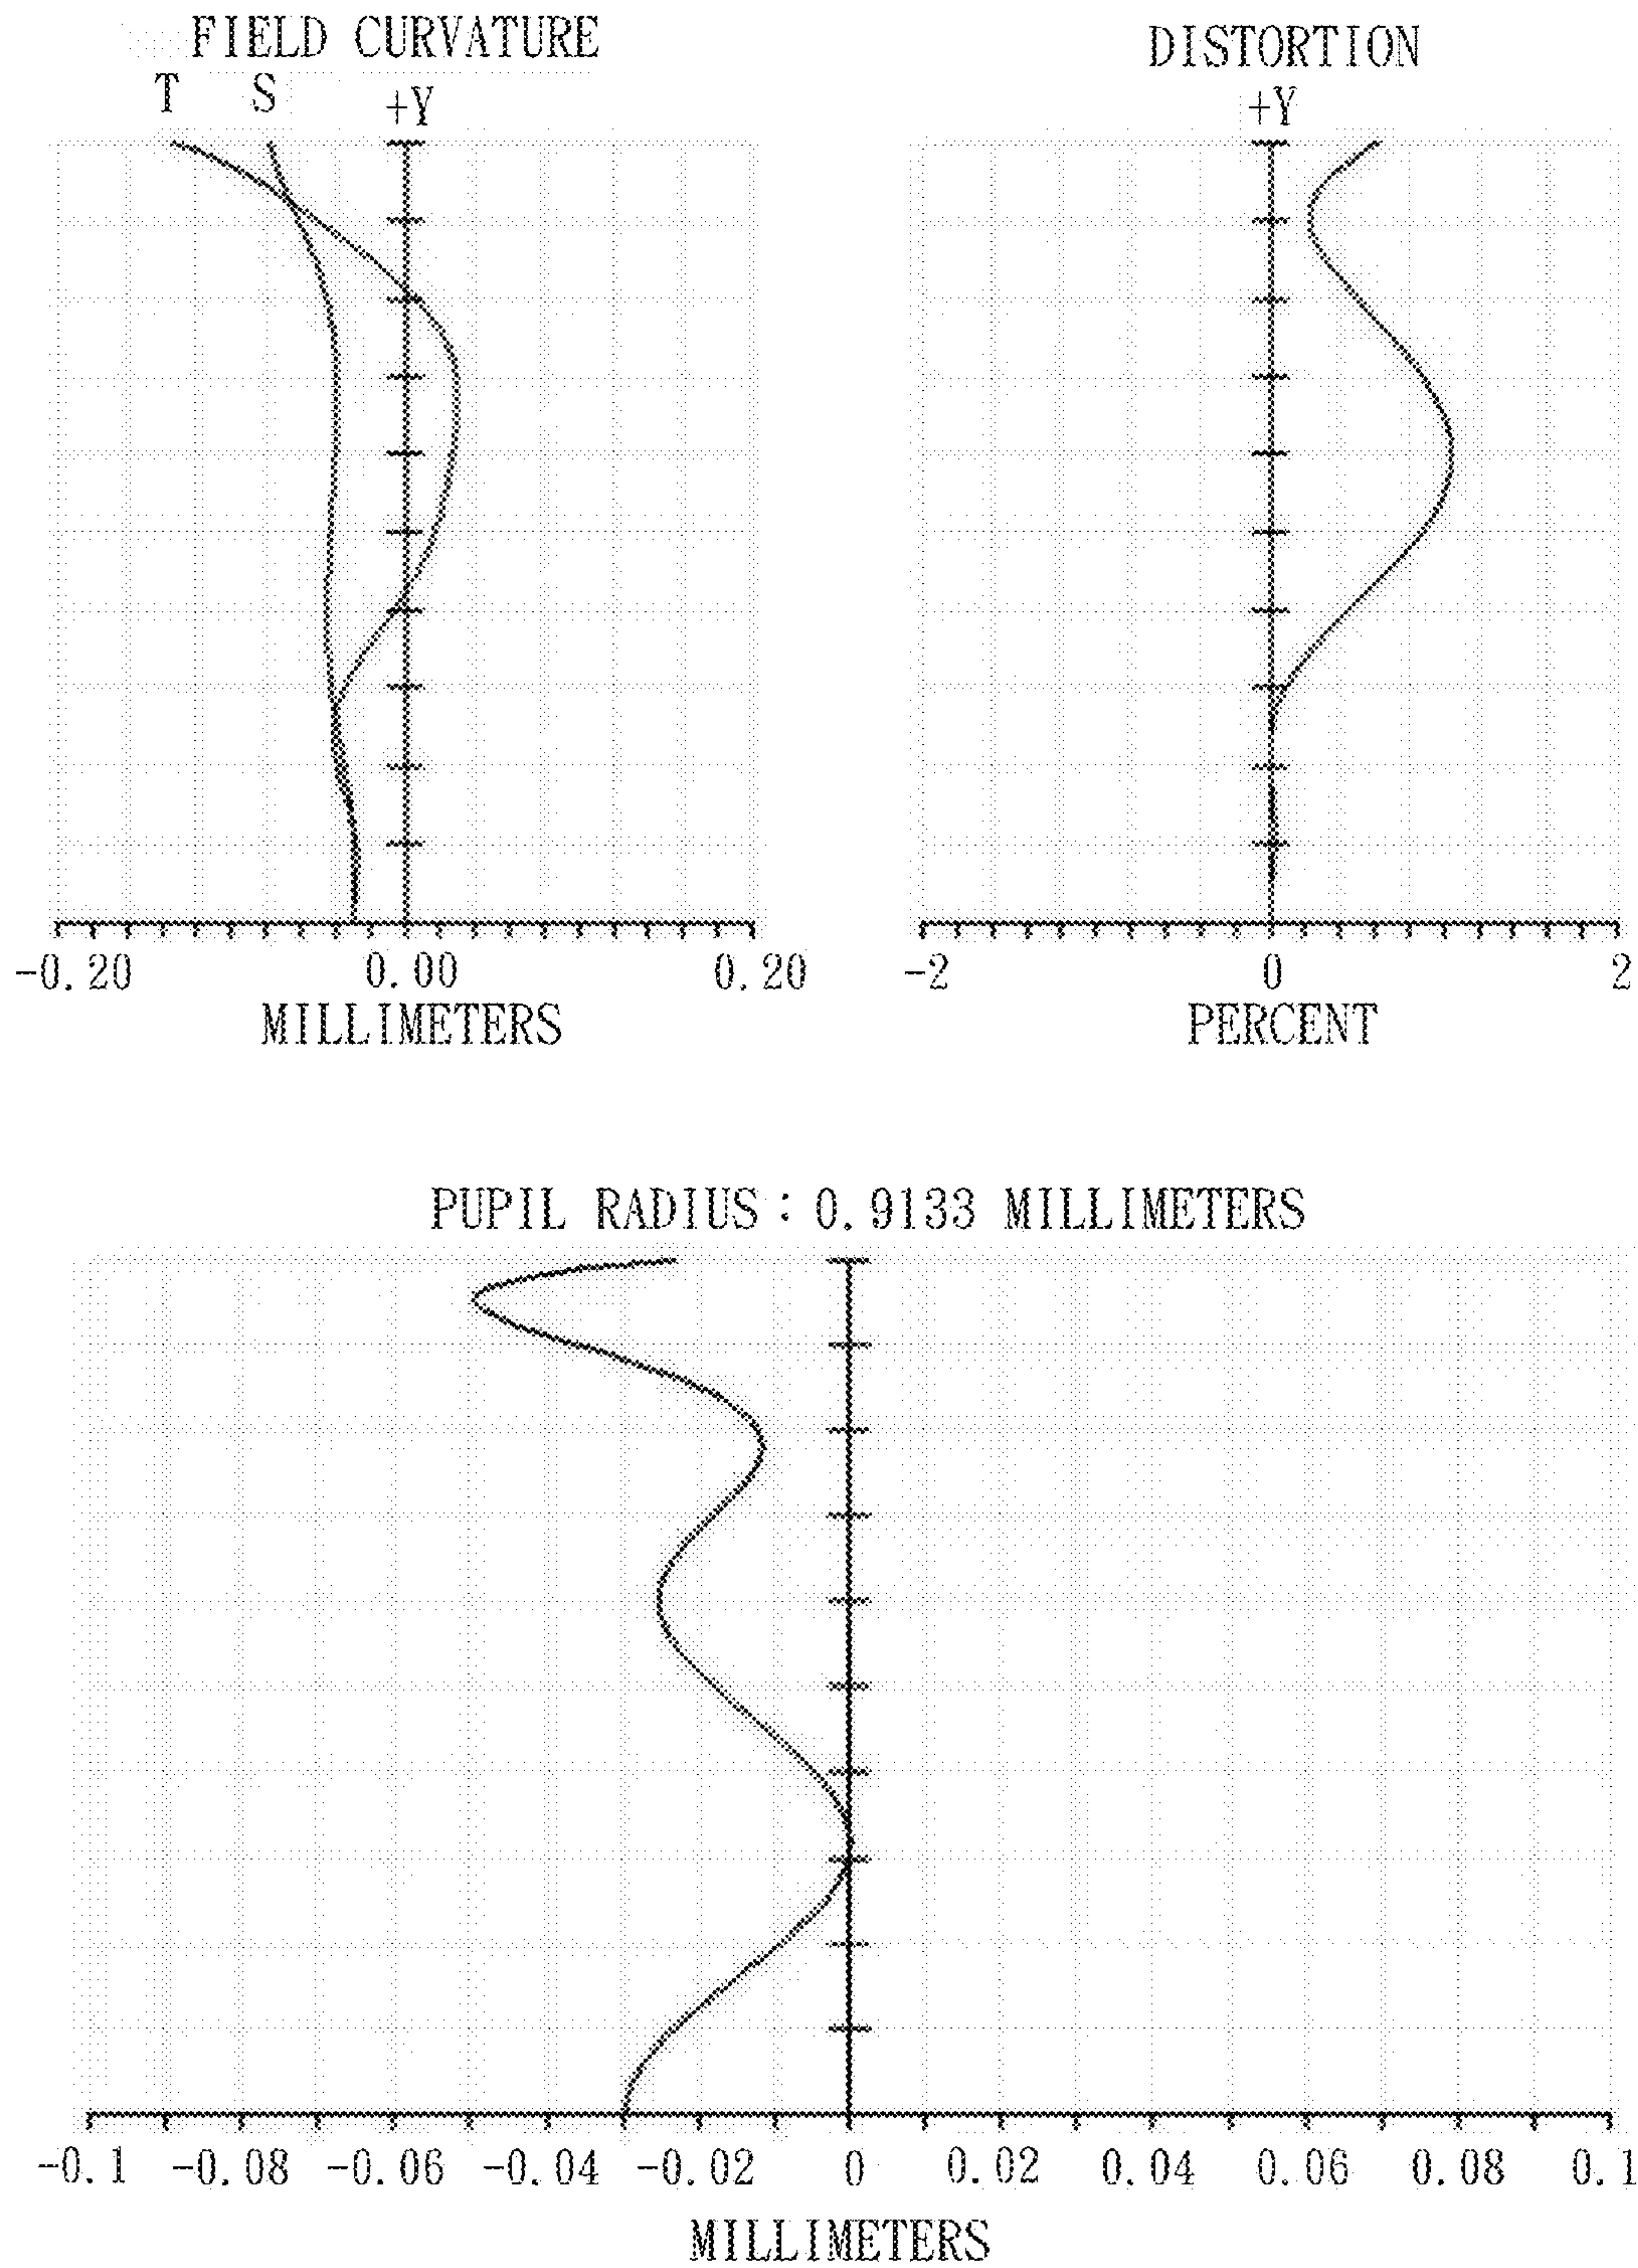 FIELD CURVATURE
T S +Y
-0.20 0.00 0.20
MILLIMETERS
DISTORTION
+Y
-2 0 2
PERCENT
PUPIL RADIUS : 0.9133 MILLIMETERS
-0.1 -0.08 -0.06 -0.04 -0.02 0 0.02 0.04 0.06 0.08 0.1
MILLIMETERS